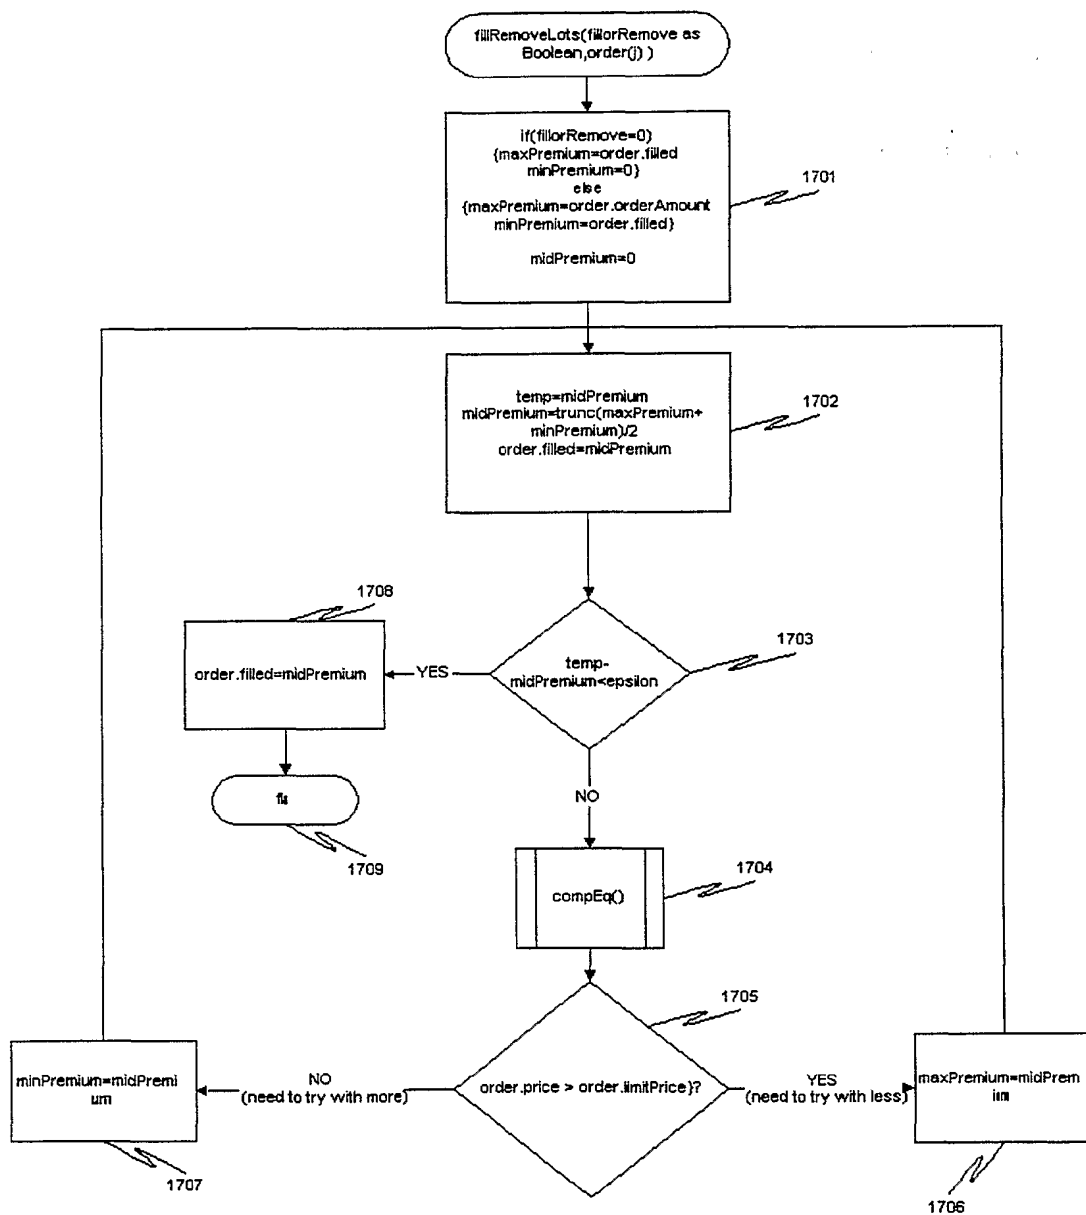 fillRemoveLots(fillorRemove as
Boolean,order(j) )
if(fillorRemove=0)
{maxPremium=order.filled
minPremium=0}
else
{maxPremium=order.orderAmount
minPremium=order.filled}
midPremium=0
1701
temp=midPremium
midPremium=trunc(maxPremium+
minPremium)/2
order.filled=midPremium
1702
1708
order.filled=midPremium
YES
temp-
midPremium<epsilon
1703
1709
NO
compEq()
1704
1705
order.price > order.limitPrice}?
NO
(need to try with more)
YES
(need to try with less)
minPremium=midPremi
um
1707
maxPremium=midPrem
ium
1706